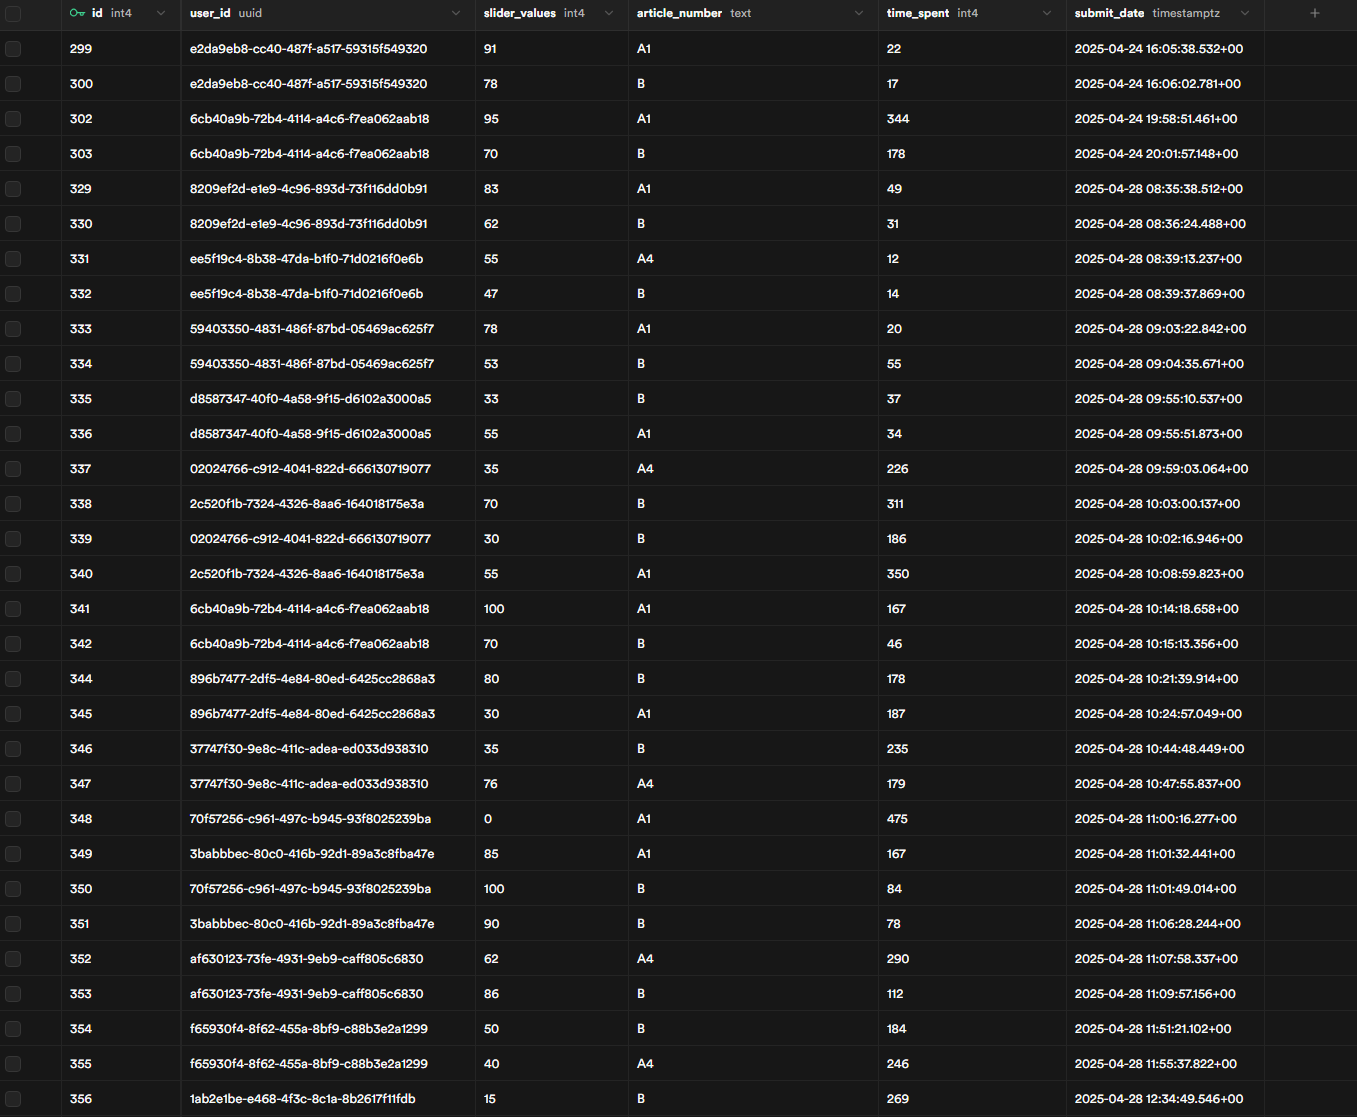 id int4 user_id uuid slider_values int4 article_number text time_spent int4 submit_date timestamptz +
299 e2da9eb8-cc40-487f-a517-59315f549320 91 A1 22 2025-04-24 16:05:38.532+00
300 e2da9eb8-cc40-487f-a517-59315f549320 78 B 17 2025-04-24 16:06:02.781+00
302 6cb40a9b-72b4-4114-a4c6-f7ea062aab18 95 A1 344 2025-04-24 19:58:51.461+00
303 6cb40a9b-72b4-4114-a4c6-f7ea062aab18 70 B 178 2025-04-24 20:01:57.148+00
329 8209ef2d-e1e9-4c96-893d-73f116dd0b91 83 A1 49 2025-04-28 08:35:38.512+00
330 8209ef2d-e1e9-4c96-893d-73f116dd0b91 62 B 31 2025-04-28 08:36:24.488+00
331 ee5f19c4-8b38-47da-b1f0-71d0216f0e6b 55 A4 12 2025-04-28 08:39:13.237+00
332 ee5f19c4-8b38-47da-b1f0-71d0216f0e6b 47 B 14 2025-04-28 08:39:37.869+00
333 59403350-4831-486f-87bd-05469ac625f7 78 A1 20 2025-04-28 09:03:22.842+00
334 59403350-4831-486f-87bd-05469ac625f7 53 B 55 2025-04-28 09:04:35.671+00
335 d8587347-40f0-4a58-9f15-d6102a3000a5 33 B 37 2025-04-28 09:55:10.537+00
336 d8587347-40f0-4a58-9f15-d6102a3000a5 55 A1 34 2025-04-28 09:55:51.873+00
337 02024766-c912-4041-822d-666130719077 35 A4 226 2025-04-28 09:59:03.064+00
338 2c520f1b-7324-4326-8aa6-164018175e3a 70 B 311 2025-04-28 10:03:00.137+00
339 02024766-c912-4041-822d-666130719077 30 B 186 2025-04-28 10:02:16.946+00
340 2c520f1b-7324-4326-8aa6-164018175e3a 55 A1 350 2025-04-28 10:08:59.823+00
341 6cb40a9b-72b4-4114-a4c6-f7ea062aab18 100 A1 167 2025-04-28 10:14:18.658+00
342 6cb40a9b-72b4-4114-a4c6-f7ea062aab18 70 B 46 2025-04-28 10:15:13.356+00
344 896b7477-2df5-4e84-80ed-6425cc2868a3 80 B 178 2025-04-28 10:21:39.914+00
345 896b7477-2df5-4e84-80ed-6425cc2868a3 30 A1 187 2025-04-28 10:24:57.049+00
346 37747f30-9e8c-411c-adea-ed033d938310 35 B 235 2025-04-28 10:44:48.449+00
347 37747f30-9e8c-411c-adea-ed033d938310 76 A4 179 2025-04-28 10:47:55.837+00
348 70f57256-c961-497c-b945-93f8025239ba 0 A1 475 2025-04-28 11:00:16.277+00
349 3babbbec-80c0-416b-92d1-89a3c8fba47e 85 A1 167 2025-04-28 11:01:32.441+00
350 70f57256-c961-497c-b945-93f8025239ba 100 B 84 2025-04-28 11:01:49.014+00
351 3babbbec-80c0-416b-92d1-89a3c8fba47e 90 B 78 2025-04-28 11:06:28.244+00
352 af630123-73fe-4931-9eb9-caff805c6830 62 A4 290 2025-04-28 11:07:58.337+00
353 af630123-73fe-4931-9eb9-caff805c6830 86 B 112 2025-04-28 11:09:57.156+00
354 f65930f4-8f62-455a-8bf9-c88b3e2a1299 50 B 184 2025-04-28 11:51:21.102+00
355 f65930f4-8f62-455a-8bf9-c88b3e2a1299 40 A4 246 2025-04-28 11:55:37.822+00
356 1ab2e1be-e468-4f3c-8c1a-8b2617f11fdb 15 B 269 2025-04-28 12:34:49.546+00